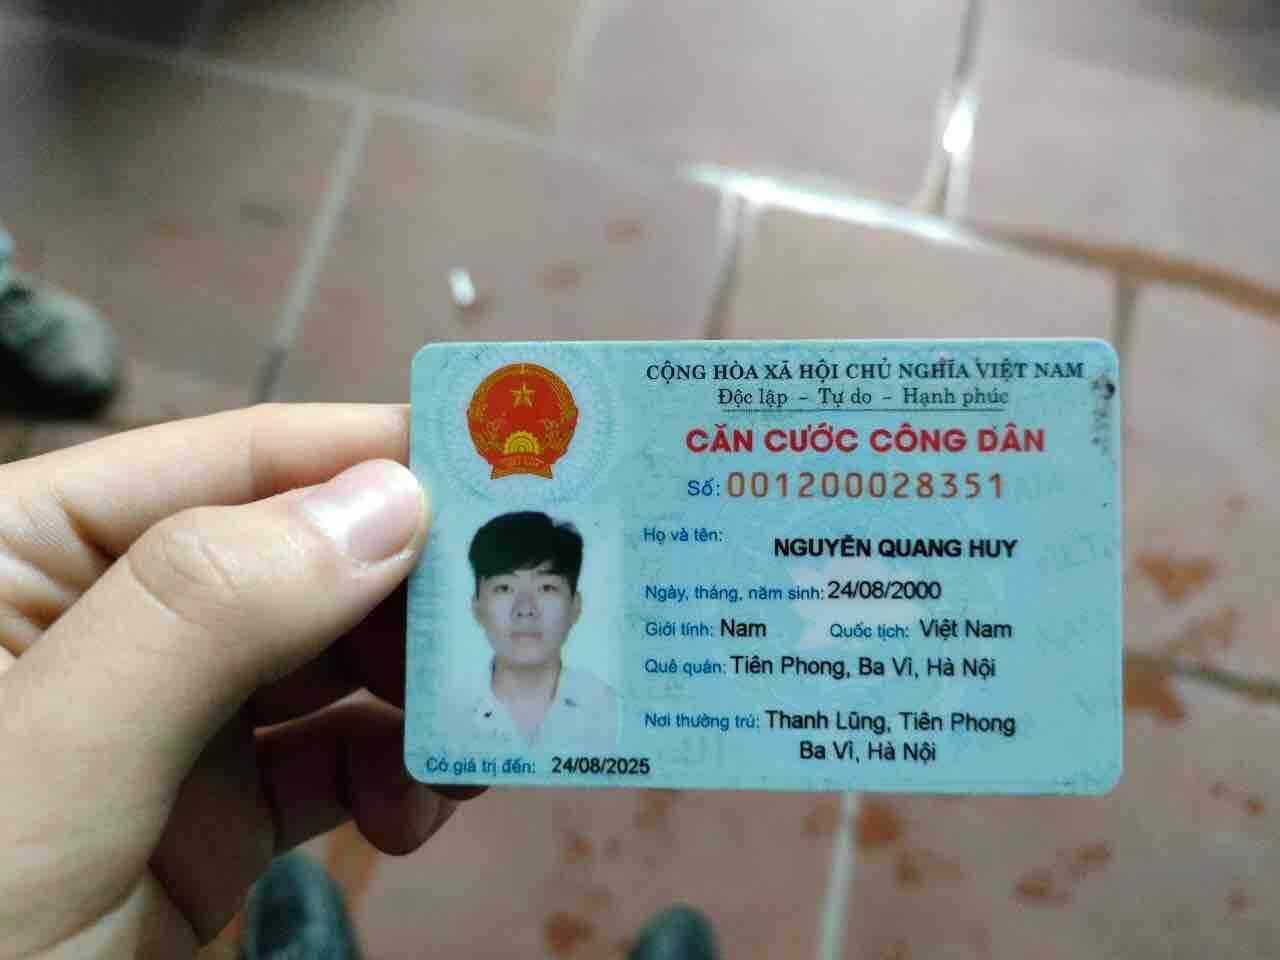 CỘNG HÒA XÃ HỘI CHỦ NGHĨA VIỆT NAM
Độc lập - Tự do - Hạnh phúc
CĂN CƯỚC CÔNG DÂN
Số: 001200028351
Họ và tên: NGUYỄN QUANG HUY
Ngày, tháng, năm sinh: 24/08/2000
Giới tính: Nam Quốc tịch: Việt Nam
Quê quán: Tiên Phong, Ba Vì, Hà Nội
Nơi thường trú: Thanh Lũng, Tiên Phong
Ba Vì, Hà Nội
Có giá trị đến: 24/08/2025